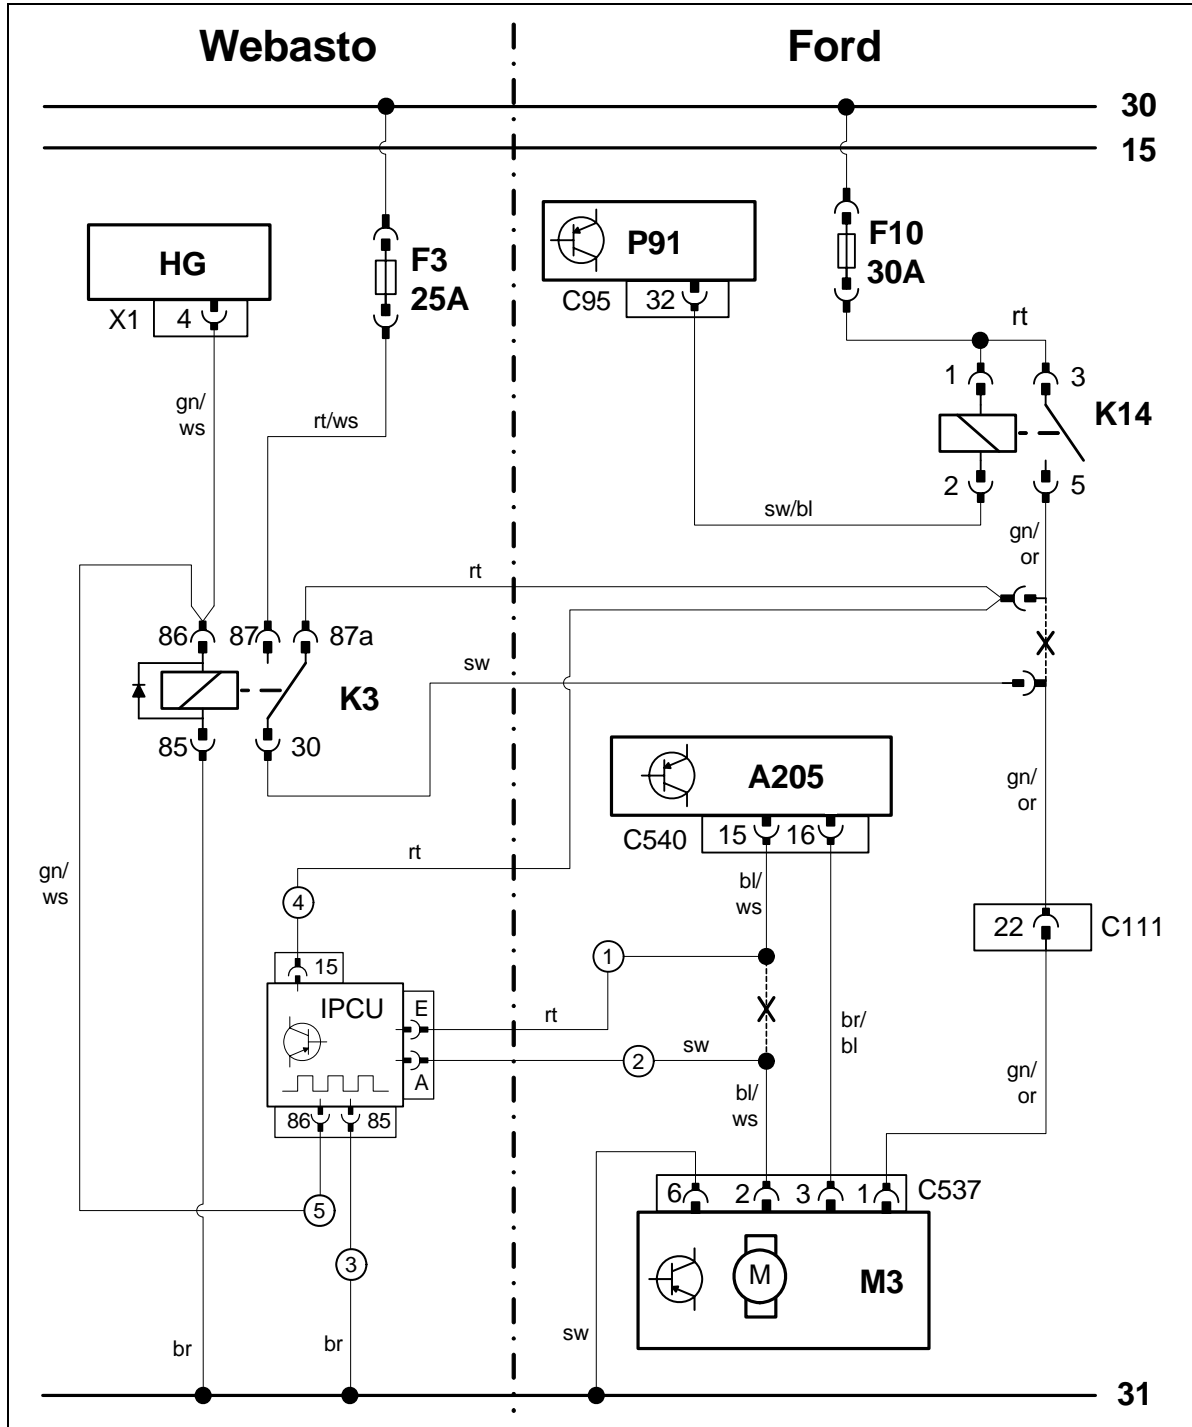 Webasto
Ford
30
15
HG
X1
4
F3
25A
P91
C95
32
F10
30A
rt
1
3
K14
2
5
gn/
ws
rt/ws
sw/bl
gn/
or
rt
86
87
87a
sw
K3
85
30
A205
C540
15
16
gn/
or
gn/
ws
rt
4
bl/
ws
22
C111
15
IPCU
E
A
1
rt
2
sw
br/
bl
bl/
ws
gn/
or
86
85
5
3
6
2
3
1
C537
M
M3
br
br
sw
31